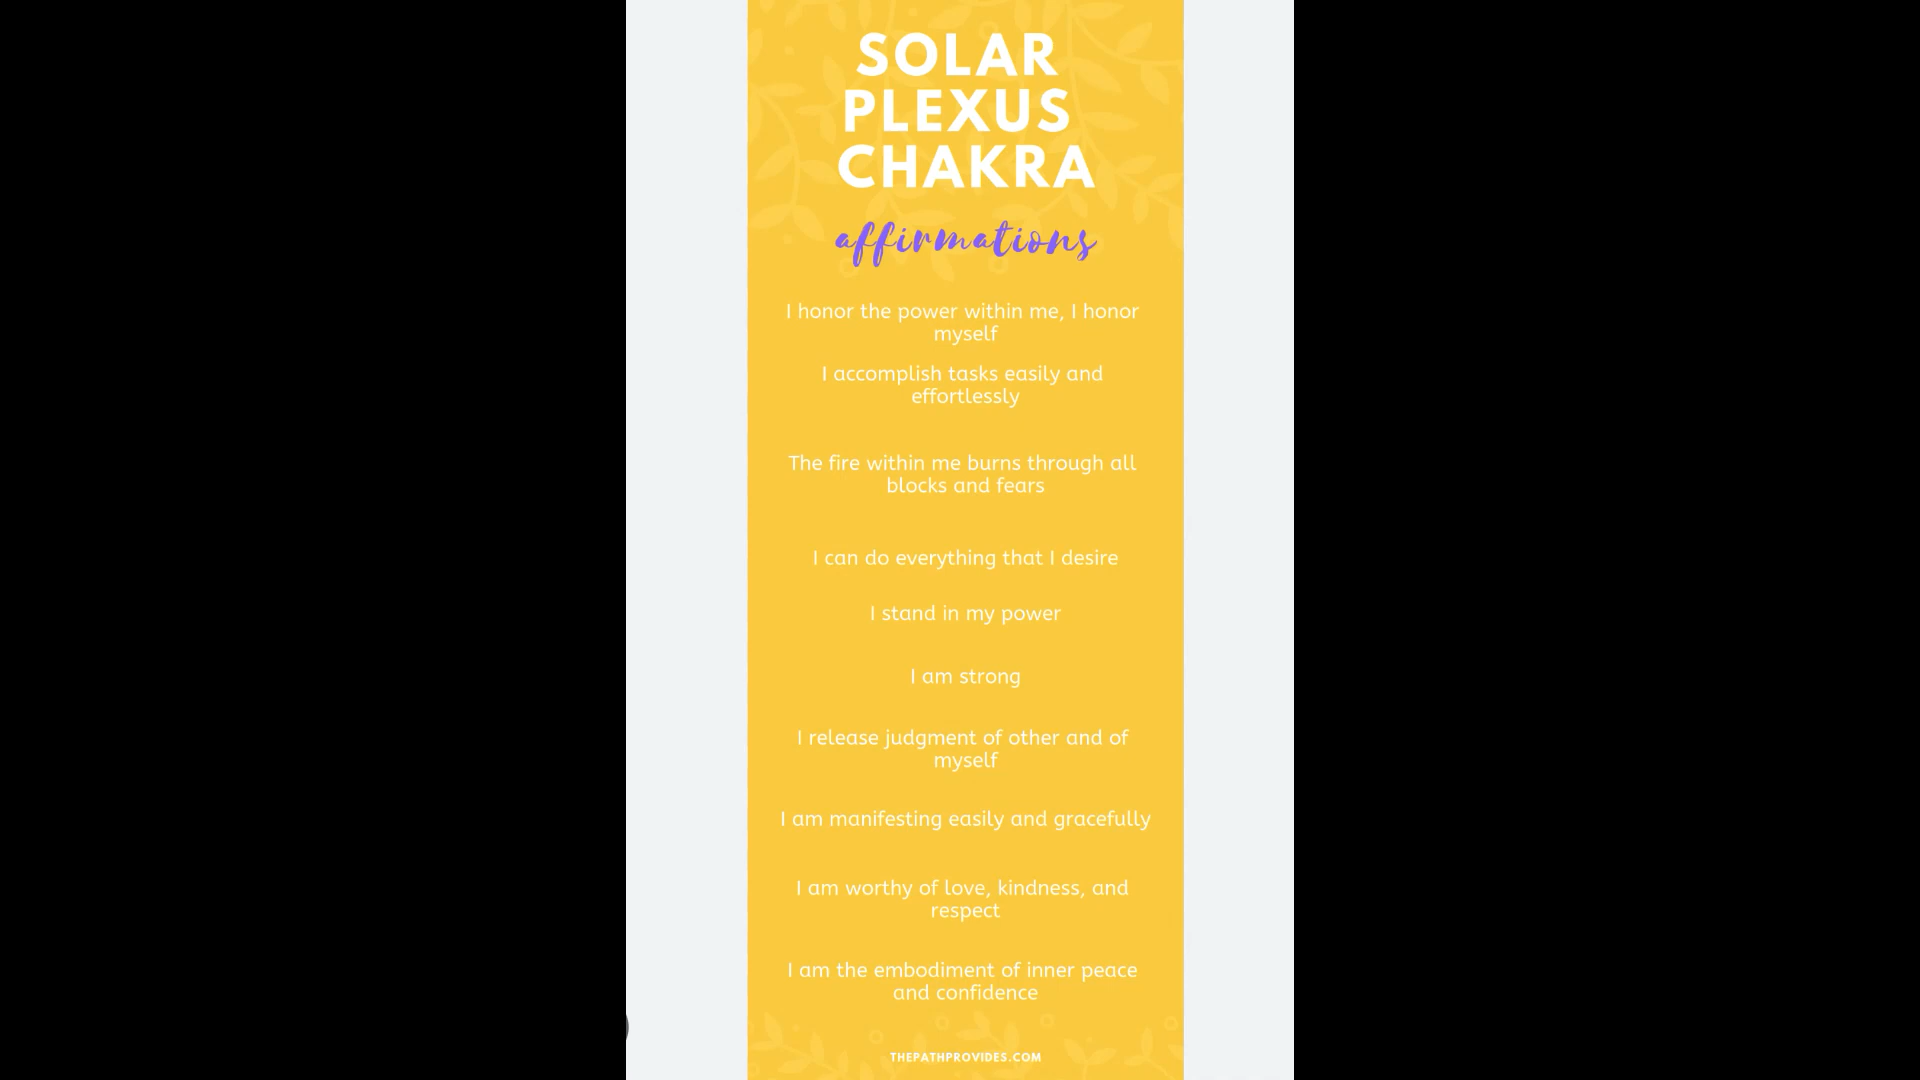 SOLAR
PLEXUS
CHAKRA
affirmations
I honor the power within me, I honor
myself
I accomplish tasks easily and
effortlessly
The fire within me burns through all
blocks and fears
I can do everything that I desire
I stand in my power
I am strong
I release judgment of other and of
myself
I am manifesting easily and gracefully
I am worthy of love, kindness, and
respect
I am the embodiment of inner peace
and confidence
THEPATHPROVIDES.COM